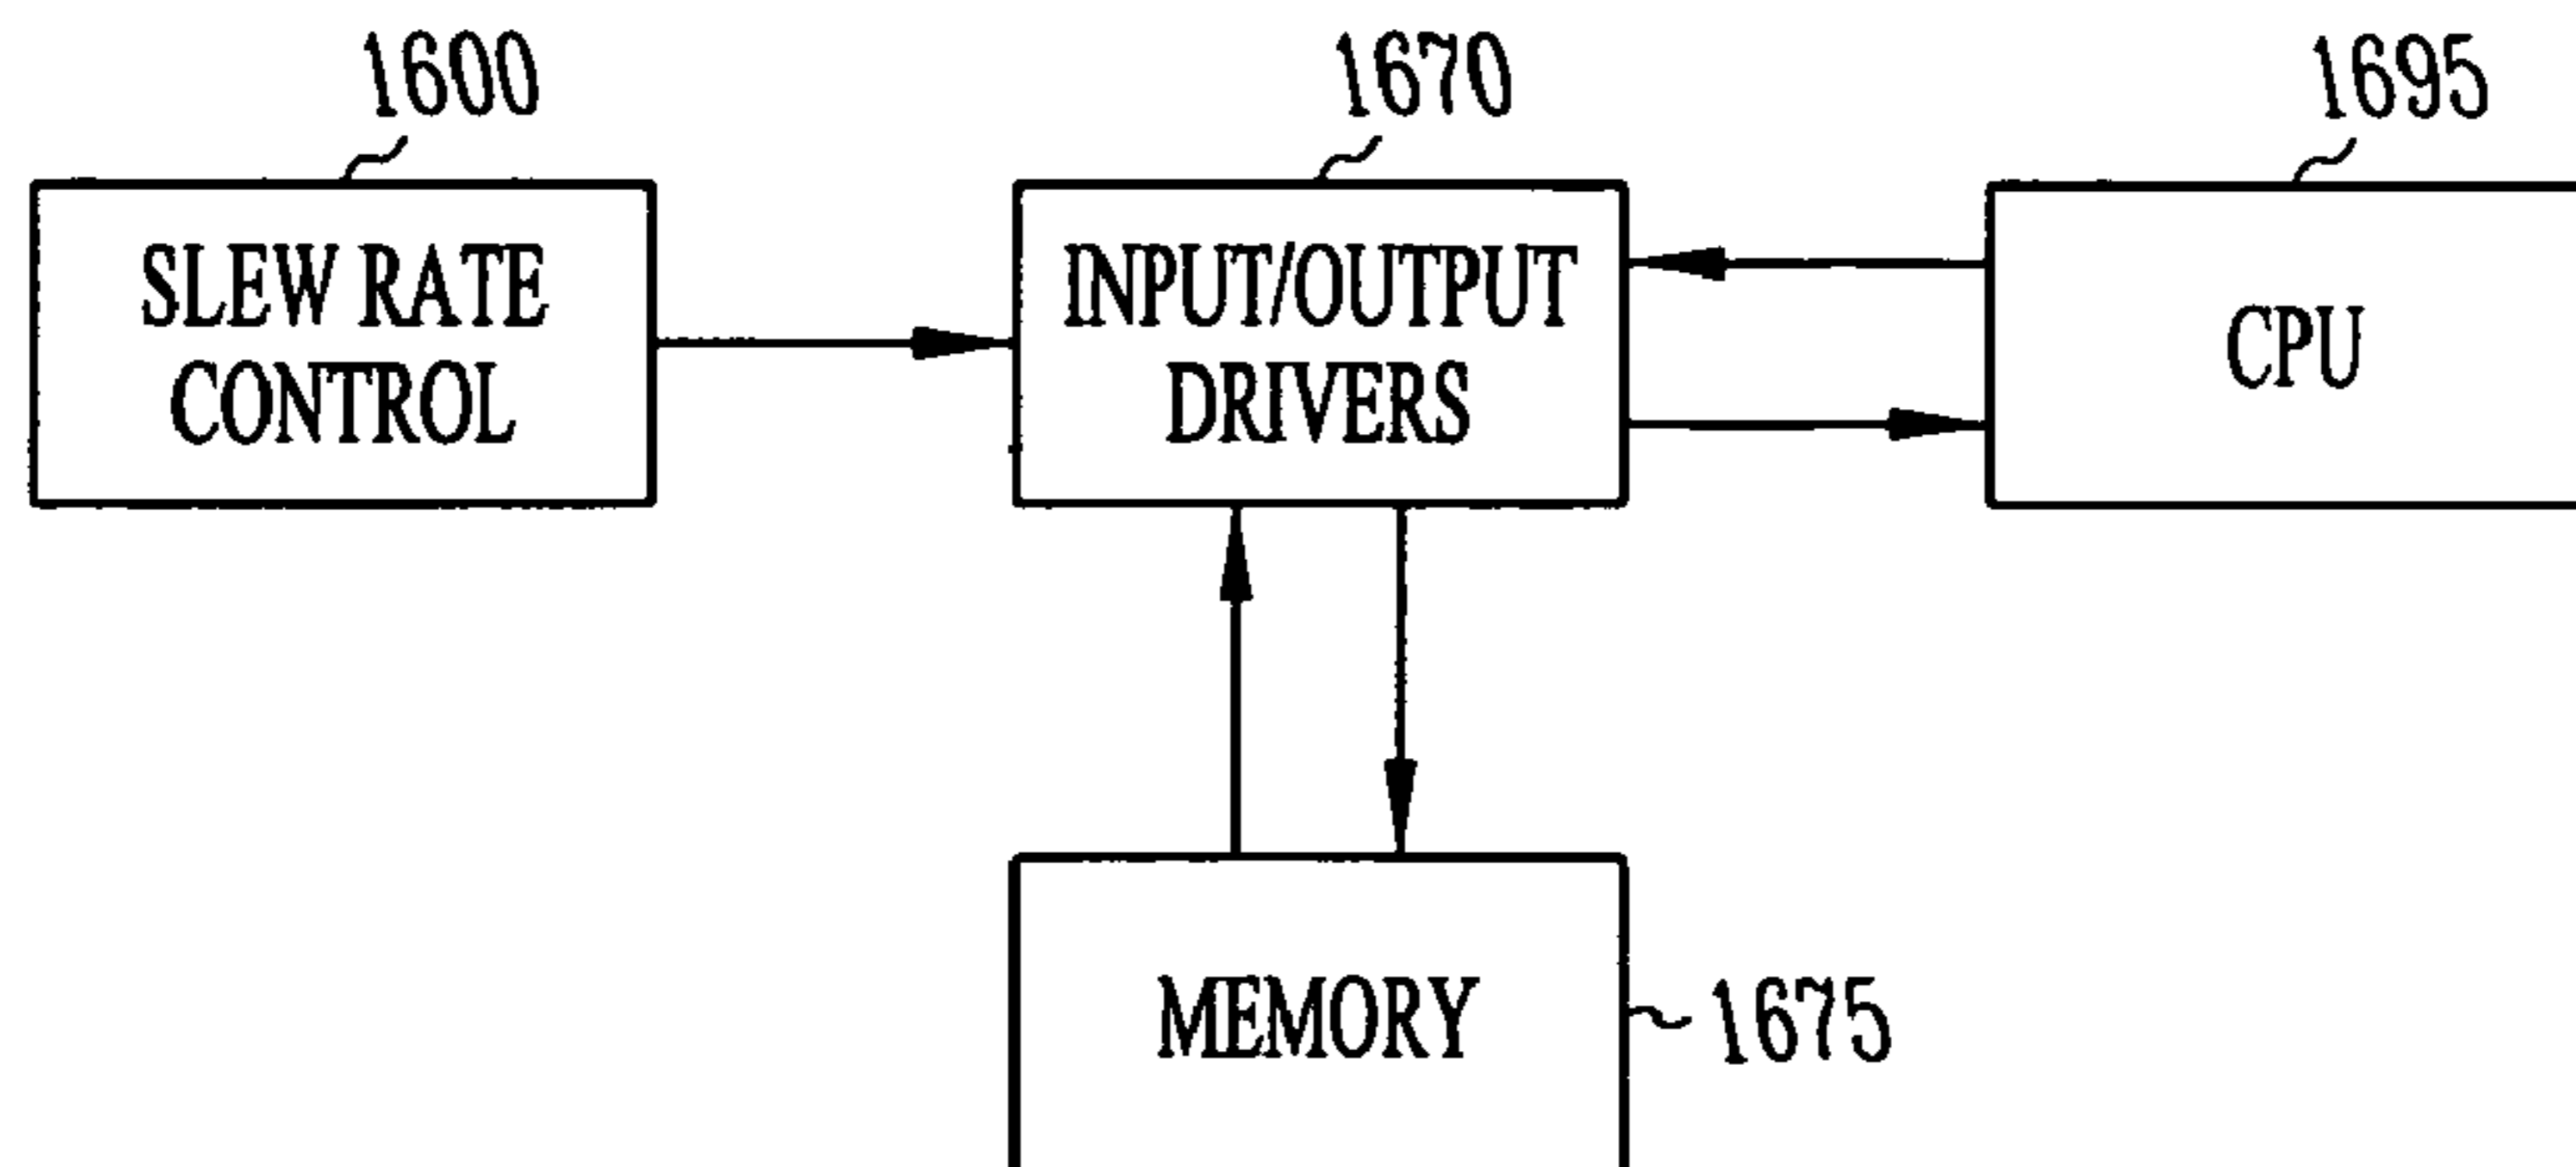 1600
1670
1695
SLEW RATE
CONTROL
INPUT/OUTPUT
DRIVERS
CPU
MEMORY
1675